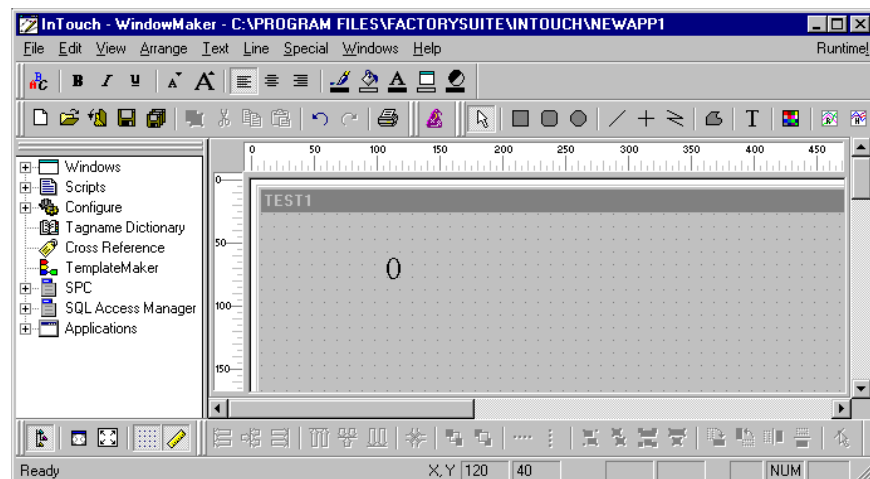 InTouch - WindowMaker - C:\PROGRAM FILES\FACTORYSUITE\INTOUCH\NEWAPP1
File Edit View Arrange Text Line Special Windows Help Runtime!
ABC B I U A A A
T
0 50 100 150 200 250 300 350 400 450
Windows
Scripts
Configure
Tagname Dictionary
Cross Reference
TemplateMaker
SPC
SQL Access Manager
Applications
0
50
100
150
TEST1
0
Ready X, Y 120 40 NUM